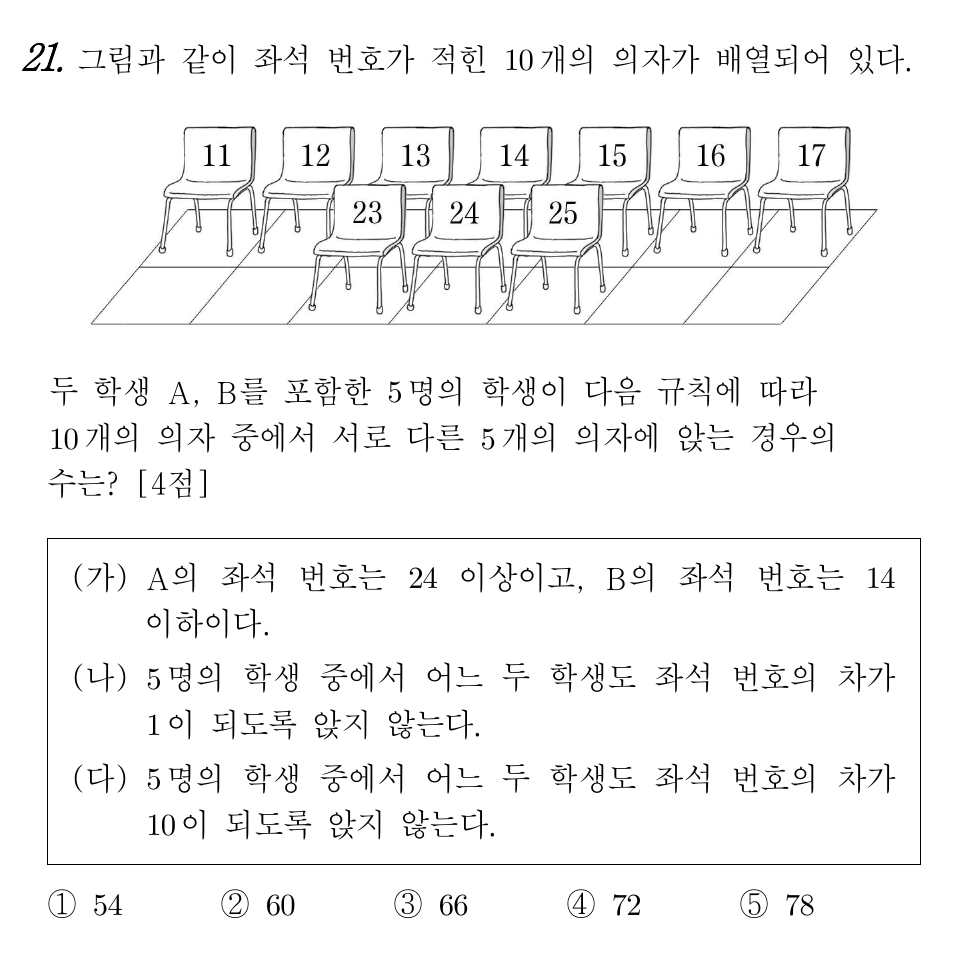 21. 그림과 같이 좌석 번호가 적힌 10개의 의자가 배열되어 있다.
11 12 13 14 15 16 17
23 24 25
두 학생 A, B를 포함한 5명의 학생이 다음 규칙에 따라
10개의 의자 중에서 서로 다른 5개의 의자에 앉는 경우의
수는? [4점]
(가) A의 좌석 번호는 24 이상이고, B의 좌석 번호는 14
이하이다.
(나) 5명의 학생 중에서 어느 두 학생도 좌석 번호의 차가
1이 되도록 앉지 않는다.
(다) 5명의 학생 중에서 어느 두 학생도 좌석 번호의 차가
10이 되도록 앉지 않는다.
① 54 ② 60 ③ 66 ④ 72 ⑤ 78